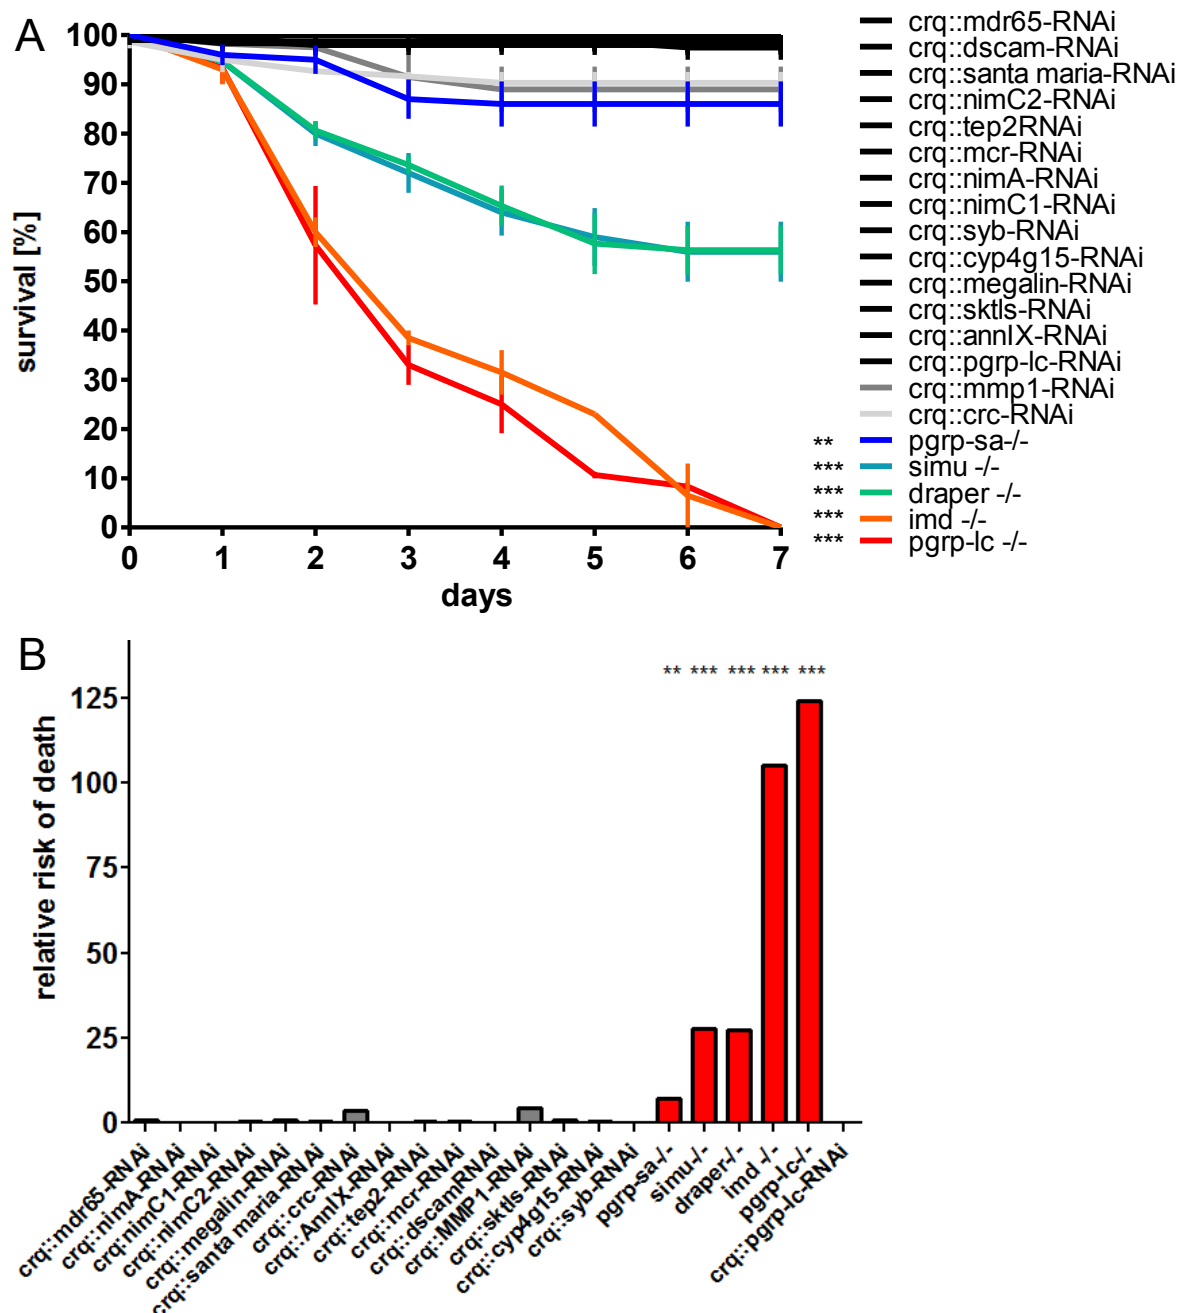 A
100
90
80
70
60
50
40
30
20
10
0
survival [%]
0 1 2 3 4 5 6 7
days
crq::mdr65-RNAi
crq::dscam-RNAi
crq::santa maria-RNAi
crq::nimC2-RNAi
crq::tep2RNAi
crq::mcr-RNAi
crq::nimA-RNAi
crq::nimC1-RNAi
crq::syb-RNAi
crq::cyp4g15-RNAi
crq::megalin-RNAi
crq::sktls-RNAi
crq::annIX-RNAi
crq::pgrp-lc-RNAi
crq::mmp1-RNAi
crq::crc-RNAi
** pgrp-sa-/-
*** simu -/-
*** draper -/-
*** imd -/-
*** pgrp-lc -/-
B
** *** *** *** ***
125
100
75
50
25
0
relative risk of death
crq::mdr65-RNAi
crq::nimA-RNAi
crq:nimC1-RNAi
crq::nimC2-RNAi
crq::megalin-RNAi
crq::santa maria-RNAi
crq::crc-RNAi
crq::AnnIX-RNAi
crq::tep2-RNAi
crq::mcr-RNAi
crq::dscamRNAi
crq::MMP1-RNAi
crq::sktls-RNAi
crq::cyp4g15-RNAi
crq::syb-RNAi
pgrp-sa-/-
simu-/-
draper-/-
imd -/-
pgrp-lc-/-
crq::pgrp-lc-RNAi